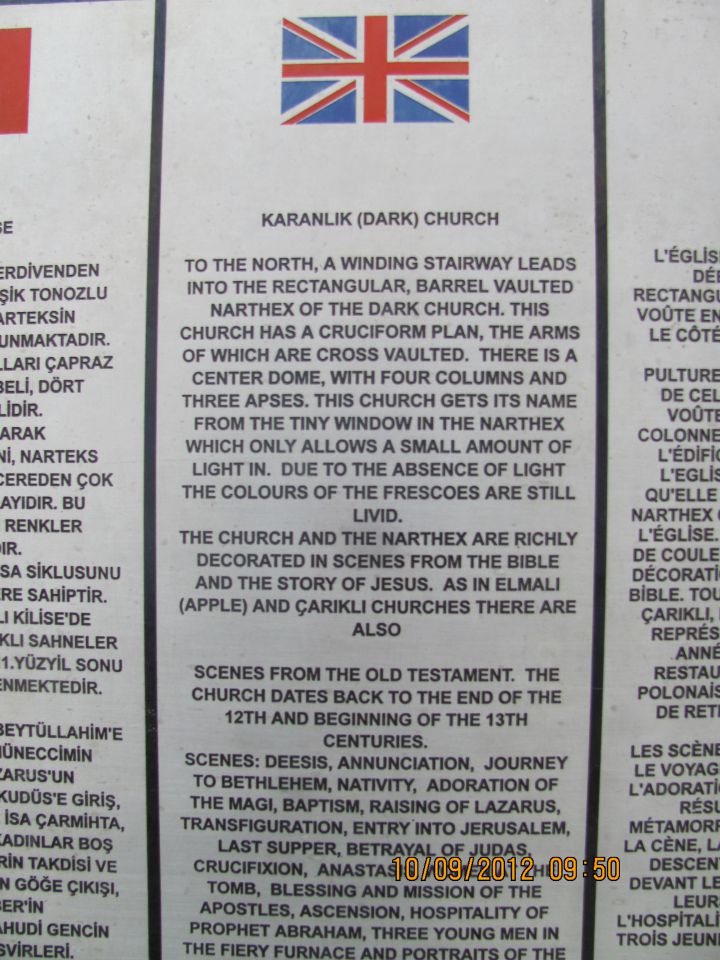 SE
ERDİVENDEN
ŞİK TONOZLU
ARTEKSİN
UNMAKTADIR.
LLARI ÇAPRAZ
BELİ, DÖRT
LİDİR.
ARAK
Nİ, NARTEKS
CEREDEN ÇOK
AYIDIR. BU
RENKLER
IR.
SA SİKLUSUNU
ERE SAHİPTİR.
LI KİLİSE'DE
KLI SAHNELER
1.YÜZYIL SONU
ENMEKTEDİR.
BEYTÜLLAHİM'E
MÜNECCİMİN
ZARUS'UN
KUDÜS'E GİRİŞ,
İSA ÇARMIHTA,
KADINLAR BOŞ
RİN TAKDİSİ VE
N GÖĞE ÇIKIŞI,
BER'İN
AHUDİ GENCİN
SVİRLERİ.
KARANLIK (DARK) CHURCH
TO THE NORTH, A WINDING STAIRWAY LEADS
INTO THE RECTANGULAR, BARREL VAULTED
NARTHEX OF THE DARK CHURCH. THIS
CHURCH HAS A CRUCIFORM PLAN, THE ARMS
OF WHICH ARE CROSS VAULTED. THERE IS A
CENTER DOME, WITH FOUR COLUMNS AND
THREE APSES. THIS CHURCH GETS ITS NAME
FROM THE TINY WINDOW IN THE NARTHEX
WHICH ONLY ALLOWS A SMALL AMOUNT OF
LIGHT IN. DUE TO THE ABSENCE OF LIGHT
THE COLOURS OF THE FRESCOES ARE STILL
LIVID.
THE CHURCH AND THE NARTHEX ARE RICHLY
DECORATED IN SCENES FROM THE BIBLE
AND THE STORY OF JESUS. AS IN ELMALI
(APPLE) AND ÇARIKLI CHURCHES THERE ARE
ALSO
SCENES FROM THE OLD TESTAMENT. THE
CHURCH DATES BACK TO THE END OF THE
12TH AND BEGINNING OF THE 13TH
CENTURIES.
SCENES: DEESIS, ANNUNCIATION, JOURNEY
TO BETHLEHEM, NATIVITY, ADORATION OF
THE MAGI, BAPTISM, RAISING OF LAZARUS,
TRANSFIGURATION, ENTRY INTO JERUSALEM,
LAST SUPPER, BETRAYAL OF JUDAS,
CRUCIFIXION,
TOMB, BLESSING AND MISSION OF THE
APOSTLES, ASCENSION, HOSPITALITY OF
PROPHET ABRAHAM, THREE YOUNG MEN IN
THE FIERY FURNACE AND PORTRAITS OF THE
10/09/2012 09:50
L'ÉGLIS
DÉ
RECTANGU
VOÛTE EN
LE CÔTÉ
PULTURE
DE CEL
VOÛTE
COLONNE
L'ÉDIFIC
L'EGLIS
QU'ELLE
NARTHEX
L'ÉGLISE.
DE COULE
DÉCORATI
BIBLE. TOU
ÇARIKLI,
REPRÉS
ANNÉ
RESTAU
POLONAIS
DE RET
LES SCÈN
LE VOYAG
L'ADORATI
RÉSU
MÉTAMOR
LA CÈNE, LA
DESCENT
DEVANT LE
LEURS
L'HOSPITALI
TROIS JEUN